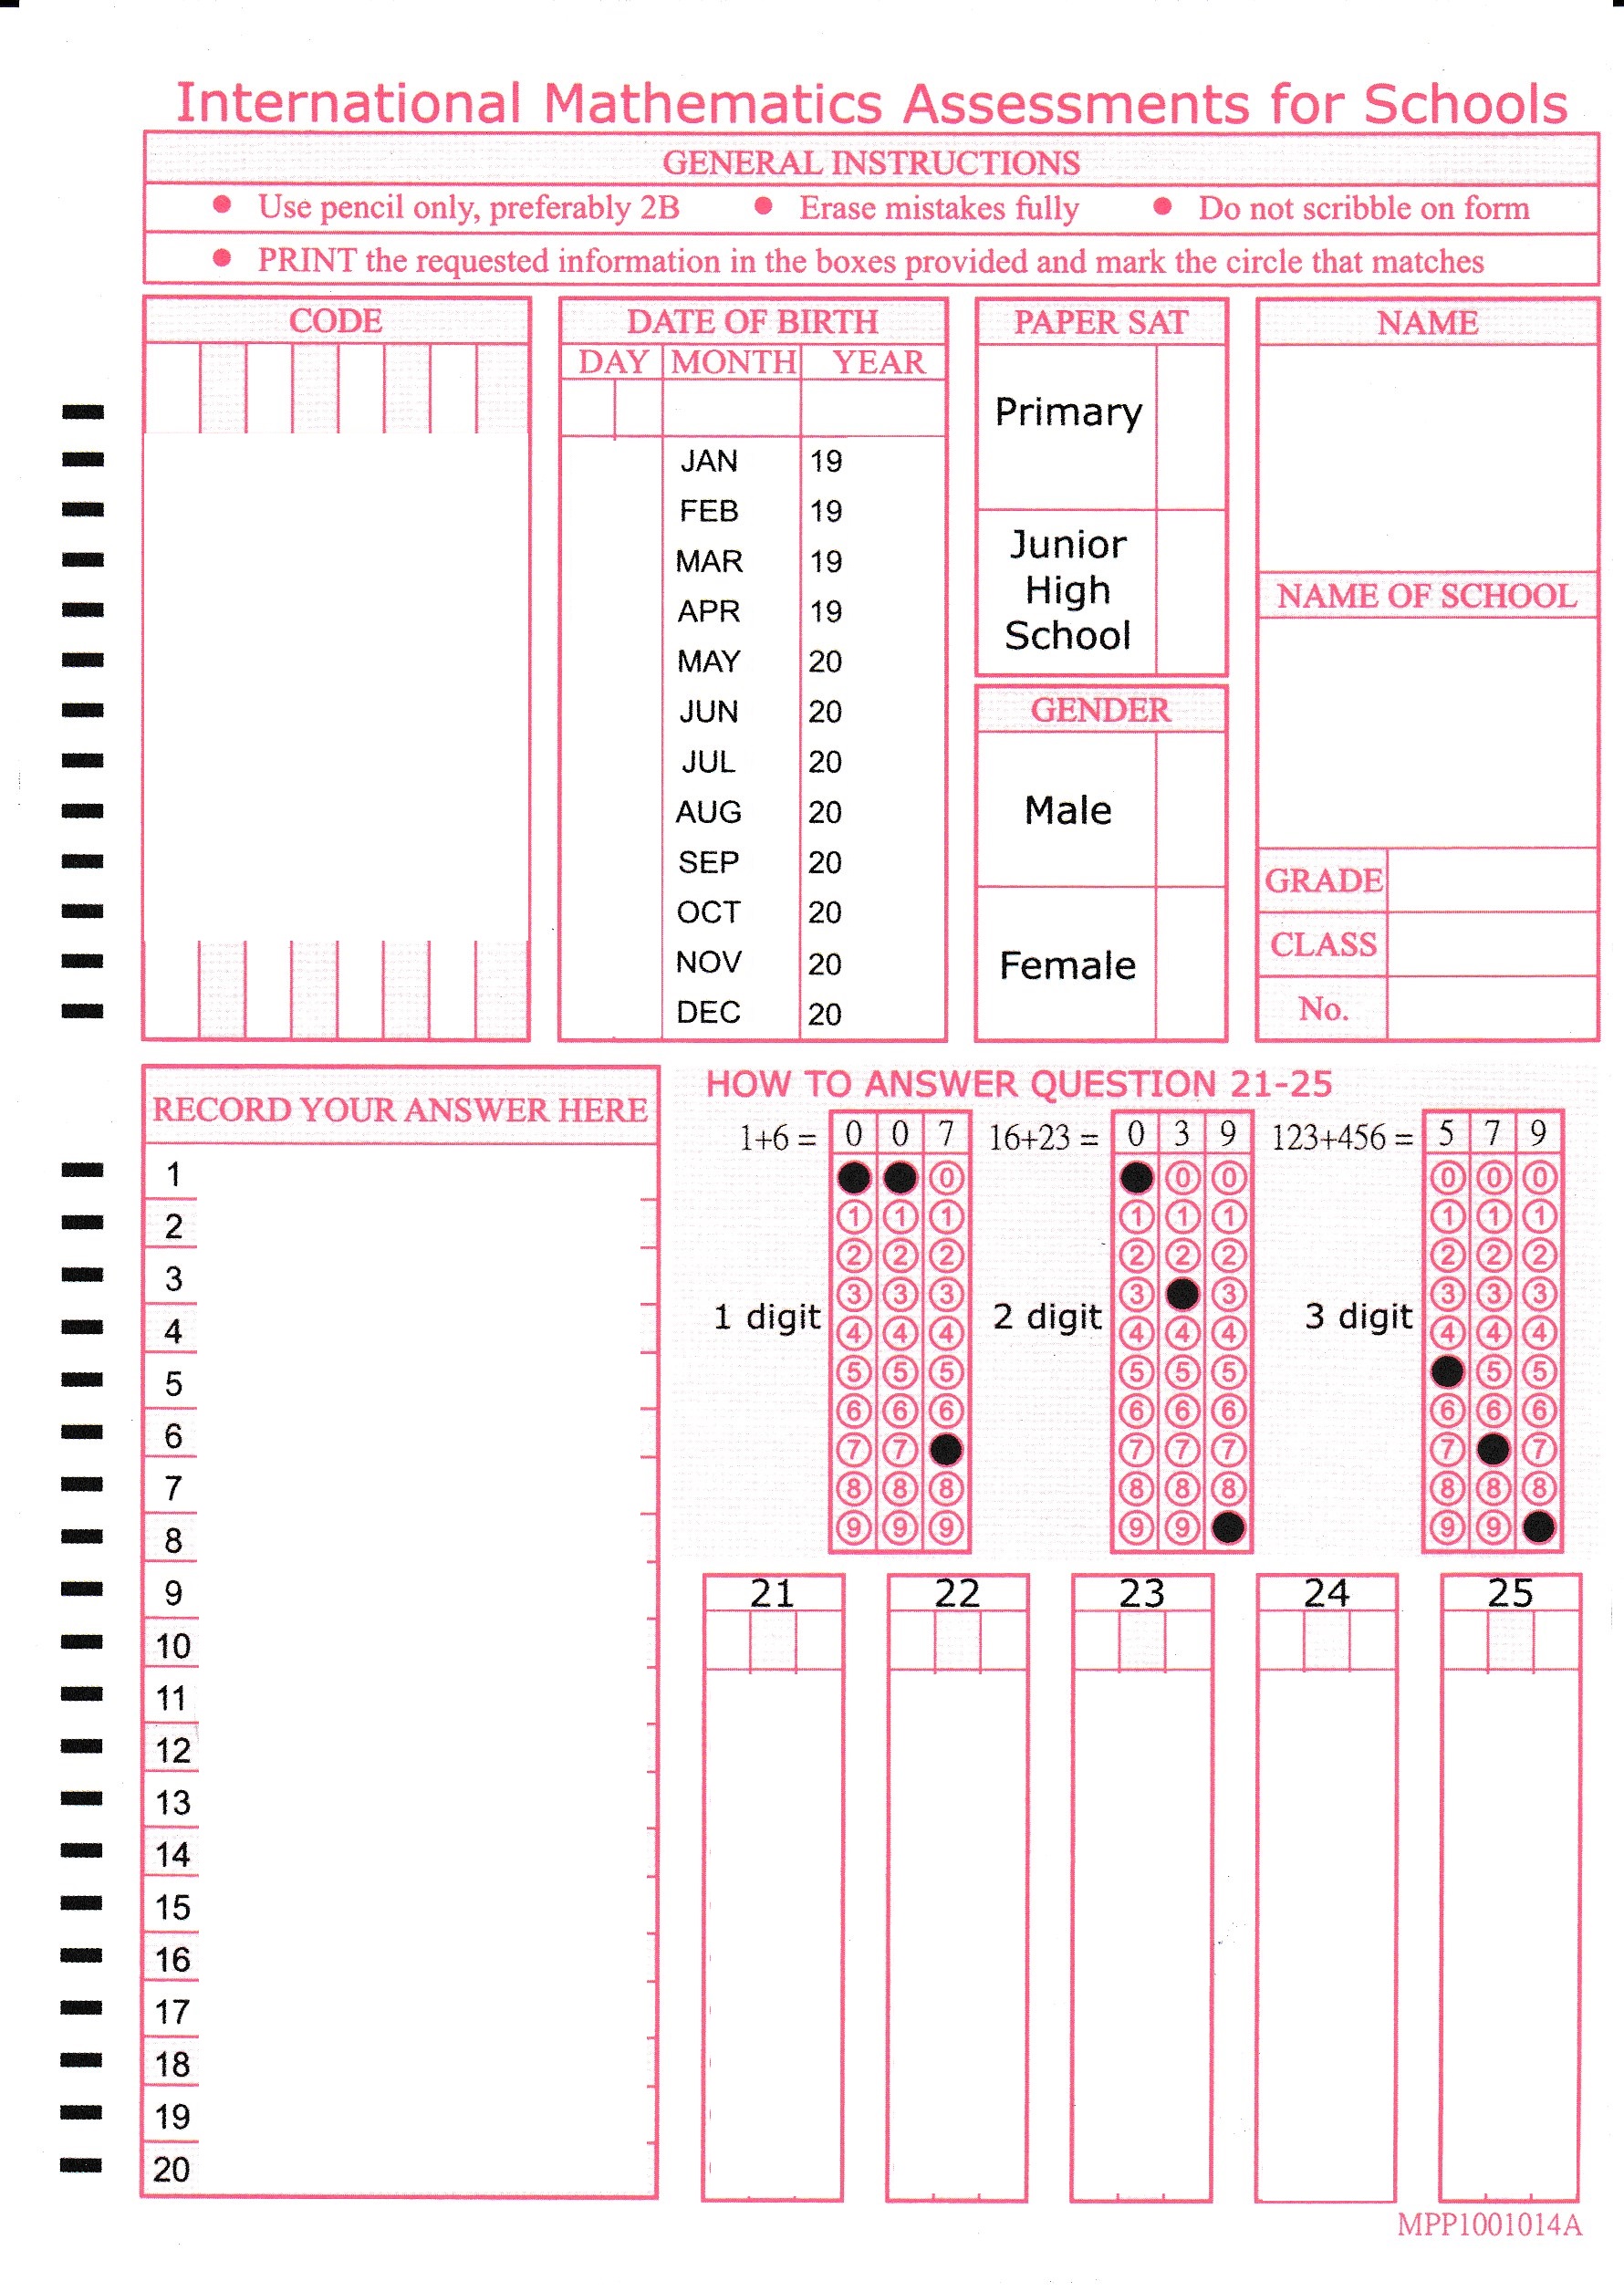 International Mathematics Assessments for Schools
GENERAL INSTRUCTIONS
● Use pencil only, preferably 2B ● Erase mistakes fully ● Do not scribble on form
● PRINT the requested information in the boxes provided and mark the circle that matches
CODE
DATE OF BIRTH
DAY MONTH YEAR
JAN 19
FEB 19
MAR 19
APR 19
MAY 20
JUN 20
JUL 20
AUG 20
SEP 20
OCT 20
NOV 20
DEC 20
PAPER SAT
Primary
Junior
High
School
GENDER
Male
Female
NAME
NAME OF SCHOOL
GRADE
CLASS
No.
RECORD YOUR ANSWER HERE
1
2
3
4
5
6
7
8
9
10
11
12
13
14
15
16
17
18
19
20
HOW TO ANSWER QUESTION 21-25
1+6 = 0 0 7 16+23 = 0 3 9 123+456 = 5 7 9
0 0 0 0 0 0
1 1 1 1 1 1 1 1 1
2 2 2 2 2 2 2 2 2
3 3 3 3 3 3 3 3
1 digit 2 digit 3 digit
4 4 4 4 4 4 4 4 4
5 5 5 5 5 5 5 5
6 6 6 6 6 6 6 6 6
7 7 7 7 7 7 7
8 8 8 8 8 8 8 8 8
9 9 9 9 9 9 9
21 22 23 24 25
MPP1001014A